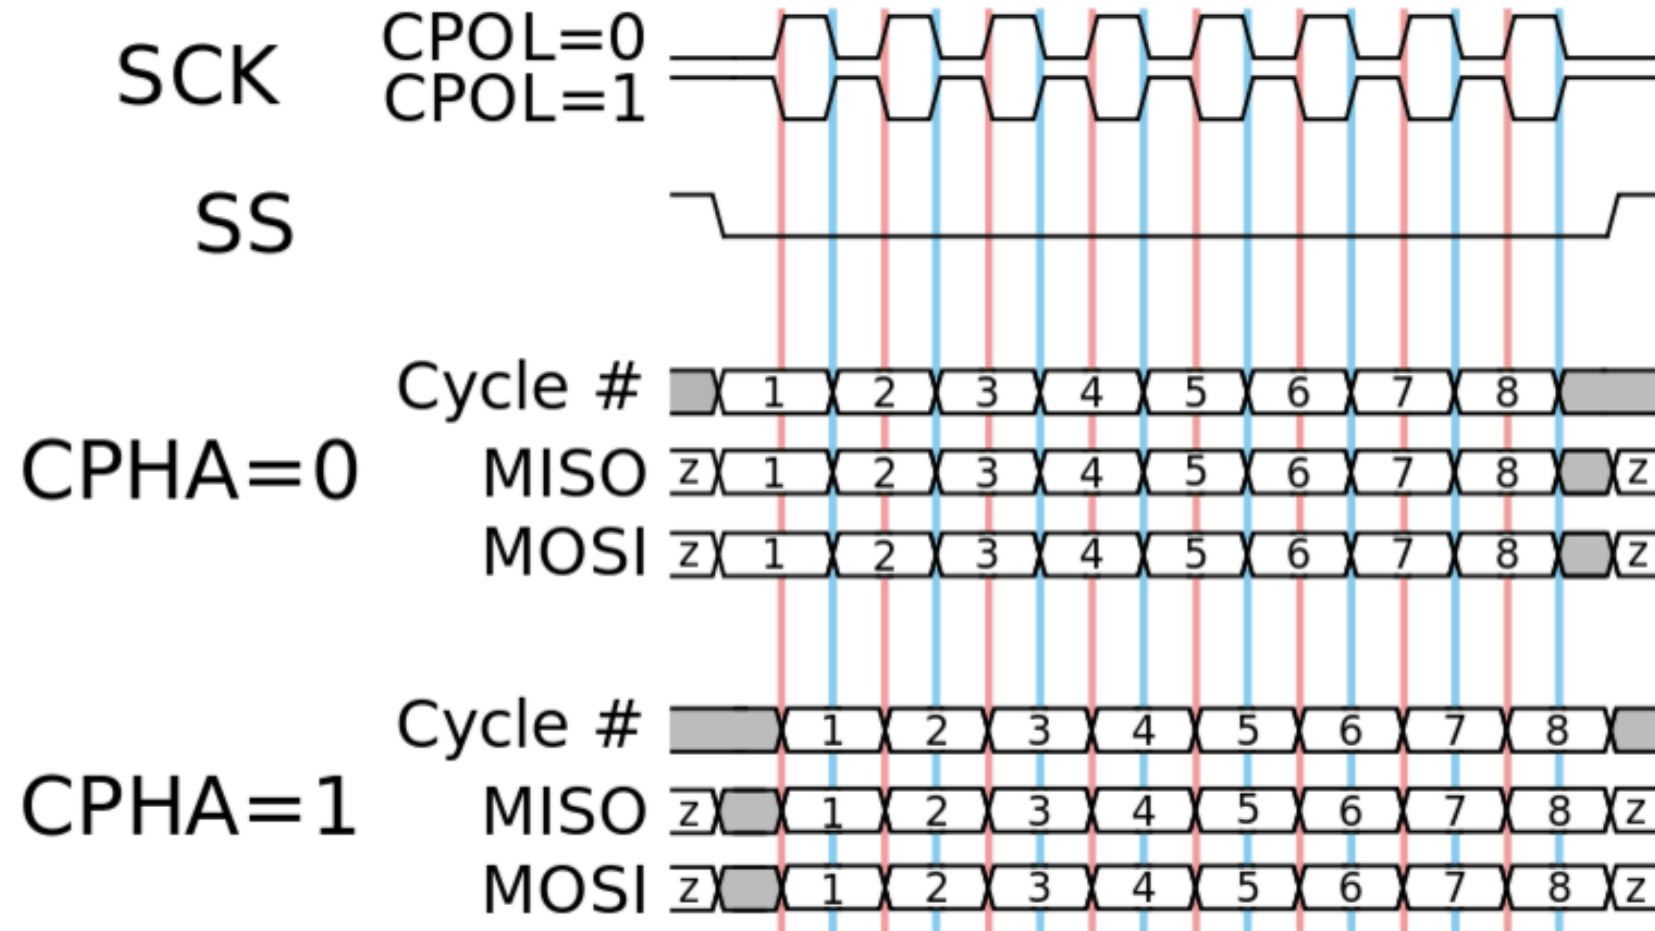 SCK CPOL=0
CPOL=1
SS
Cycle # 1 2 3 4 5 6 7 8
CPHA=0 MISO z 1 2 3 4 5 6 7 8 z
MOSI z 1 2 3 4 5 6 7 8 z
Cycle # 1 2 3 4 5 6 7 8
CPHA=1 MISO z 1 2 3 4 5 6 7 8 z
MOSI z 1 2 3 4 5 6 7 8 z